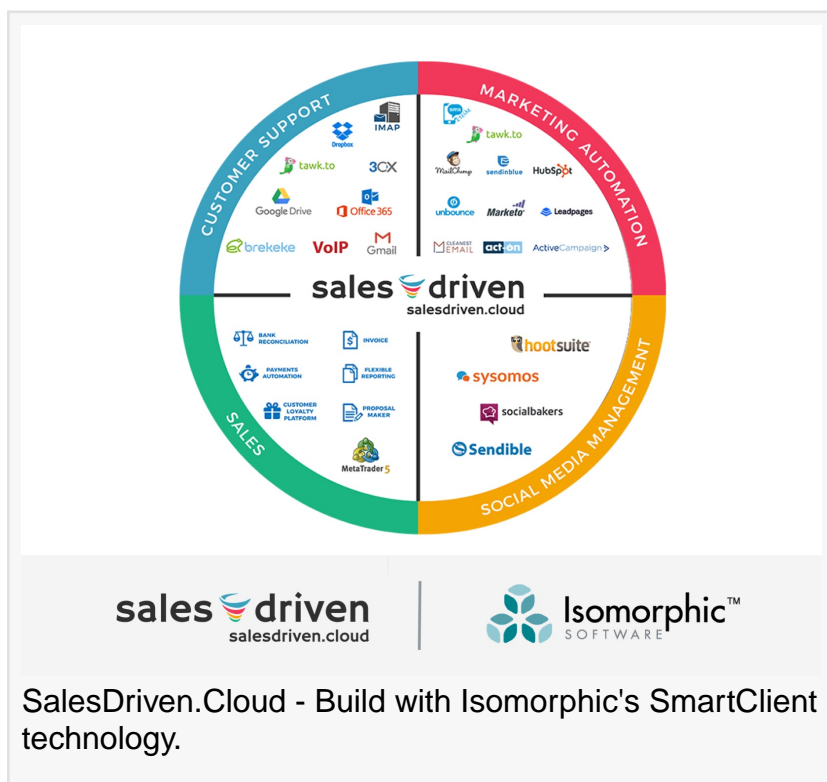 CUSTOMER SUPPORT
IMAP
Dropbox
tawk.to
3CX
Google Drive
Office 365
brekeke
VoIP
Gmail
MARKETING AUTOMATION
SMS
tawk.to
MailChimp
sendinblue
HubSpot
unbounce
Marketo
Leadpages
CLEANEST
EMAIL
act-on
ActiveCampaign >
sales driven
salesdriven.cloud
SALES
BANK
RECONCILIATION
INVOICE
PAYMENTS
AUTOMATION
FLEXIBLE
REPORTING
CUSTOMER
LOYALTY
PLATFORM
PROPOSAL
MAKER
MetaTrader 5
SOCIAL MEDIA MANAGEMENT
hootsuite
sysomos
socialbakers
Sendible
sales driven
salesdriven.cloud
Isomorphic™
SOFTWARE
SalesDriven.Cloud - Build with Isomorphic's SmartClient
technology.